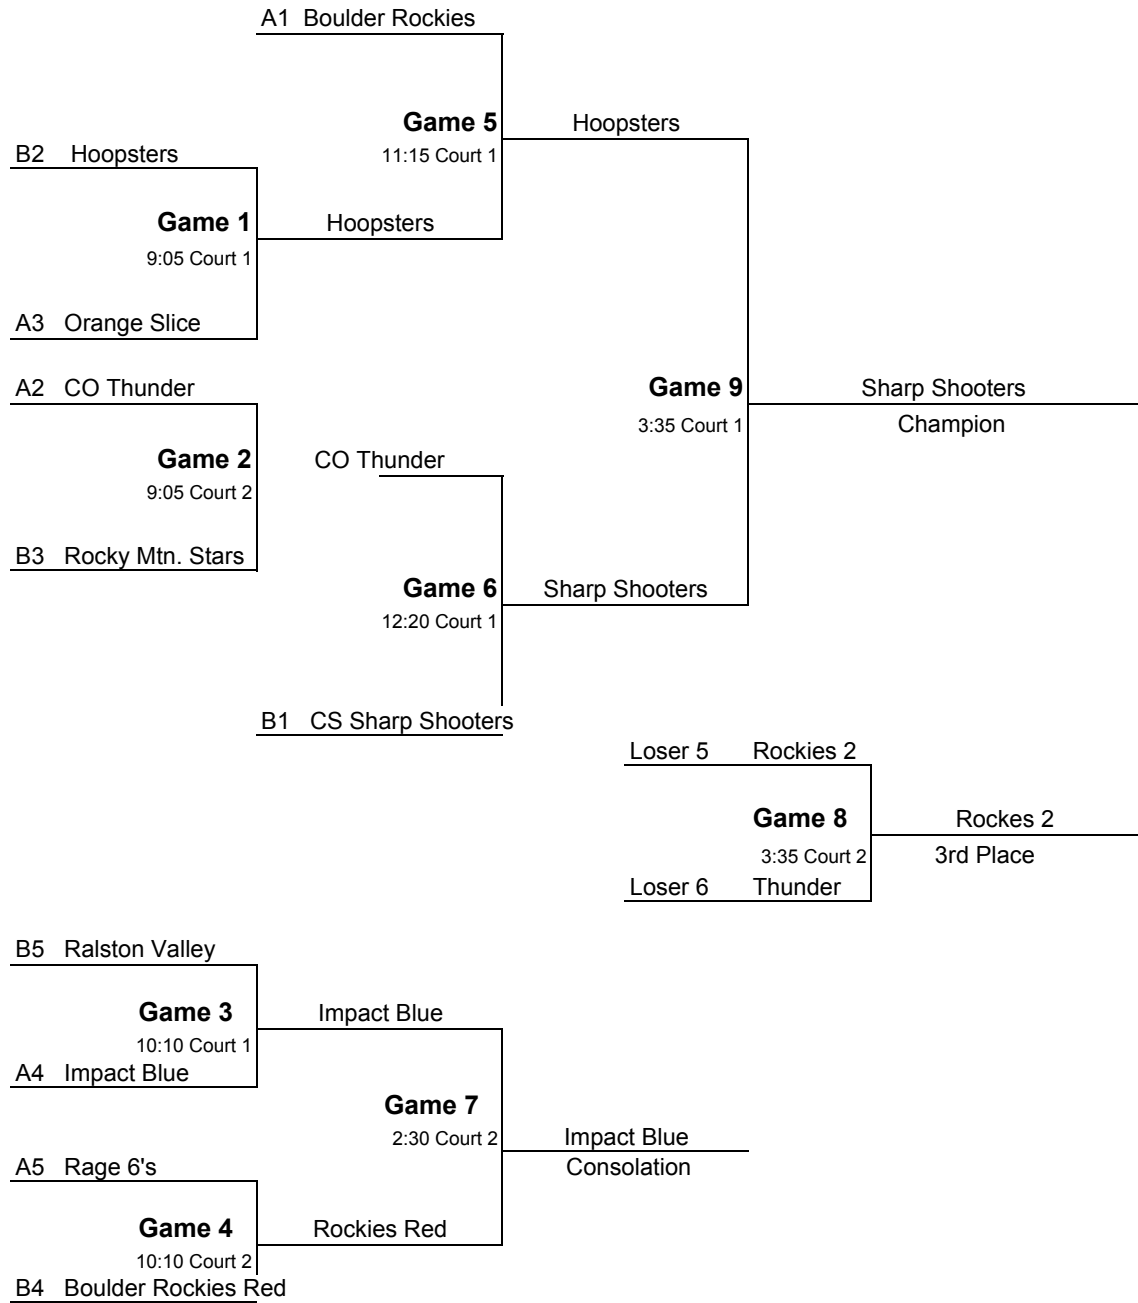 A1 Boulder Rockies
Game 5
Hoopsters
11:15 Court 1
B2 Hoopsters
Game 1
Hoopsters
9:05 Court 1
A3 Orange Slice
A2 CO Thunder
Game 9
Sharp Shooters
3:35 Court 1
Champion
Game 2
CO Thunder
9:05 Court 2
B3 Rocky Mtn. Stars
Game 6
Sharp Shooters
12:20 Court 1
B1 CS Sharp Shooters
Loser 5 Rockies 2
Game 8
Rockes 2
3:35 Court 2
3rd Place
Loser 6 Thunder
B5 Ralston Valley
Game 3
Impact Blue
10:10 Court 1
A4 Impact Blue
Game 7
2:30 Court 2
Impact Blue
Consolation
A5 Rage 6's
Game 4
Rockies Red
10:10 Court 2
B4 Boulder Rockies Red